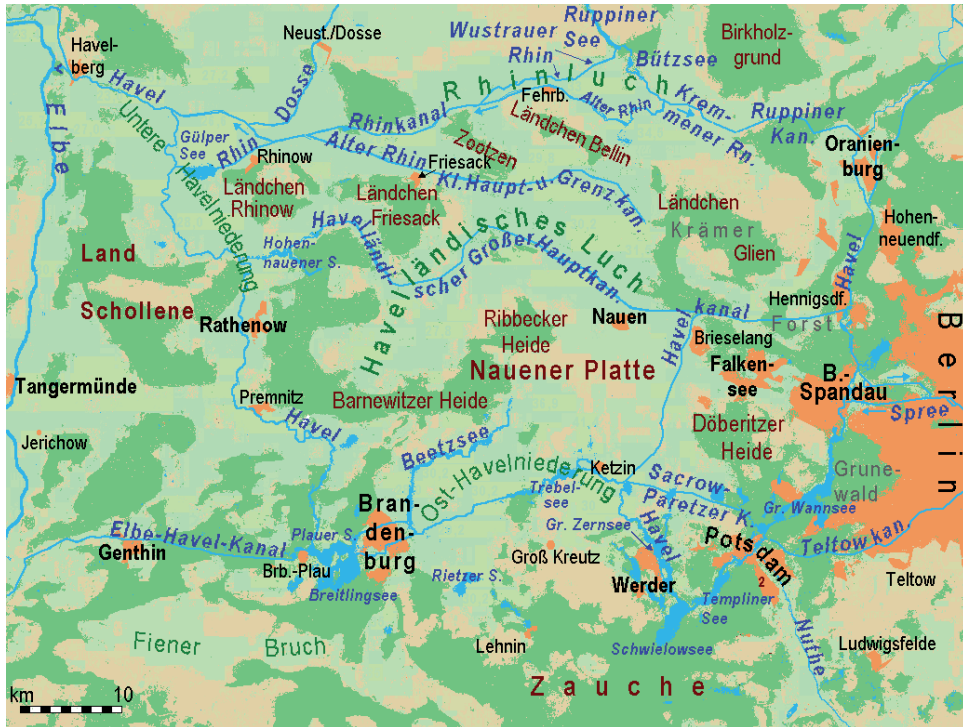 Havel-
berg
Neust./Dosse
Wustrauer
Rhin
Ruppiner
See
Bützsee
Birkholz-
grund
Elbe
Havel
Dosse
Rhinluch
Fehrb.
Alter Rhin
Krem-
mener Rn.
Ruppiner
Kan.
Oranien-
burg
Untere
Havelniederung
Gülper
See
Rhin
Rhinkanal
Alter Rhin
Zootzen
Ländchen Bellin
Rhinow
Friesack
Ländchen
Rhinow
Ländchen
Friesack
Kl. Haupt- u. Grenzkan.
Ländchen
Krämer
Glien
Hohen-
neuendf.
Land
Schollene
Hohen-
nauener S.
Havelländi-
scher Großer
Hauptkan.
Havelländisches Luch
Havel
Rathenow
Ribbecker
Heide
Nauen
Havel
kanal
Hennigsdf.
Forst
Brieselang
Nauener Platte
Falken-
see
B.-
Spandau
Berlin
Tangermünde
Premnitz
Barnewitzer Heide
Havel
Döberitzer
Heide
Spree
Jerichow
Beetzsee
Ost-Havelniederung
Ketzin
Trebel-
see
Sacrow-
Paretzer K.
Grune-
wald
Gr. Wannsee
Elbe-Havel-Kanal
Genthin
Plauer S.
Bran-
den-
burg
Gr. Zernsee
Havel
Potsdam
Teltowkan.
Brb.-Plau
Breitlingsee
Rietzer S.
Groß Kreutz
Werder
2
Templiner
See
Teltow
Fiener Bruch
Lehnin
Schwielowsee
Nuthe
Ludwigsfelde
Zauche
km 10